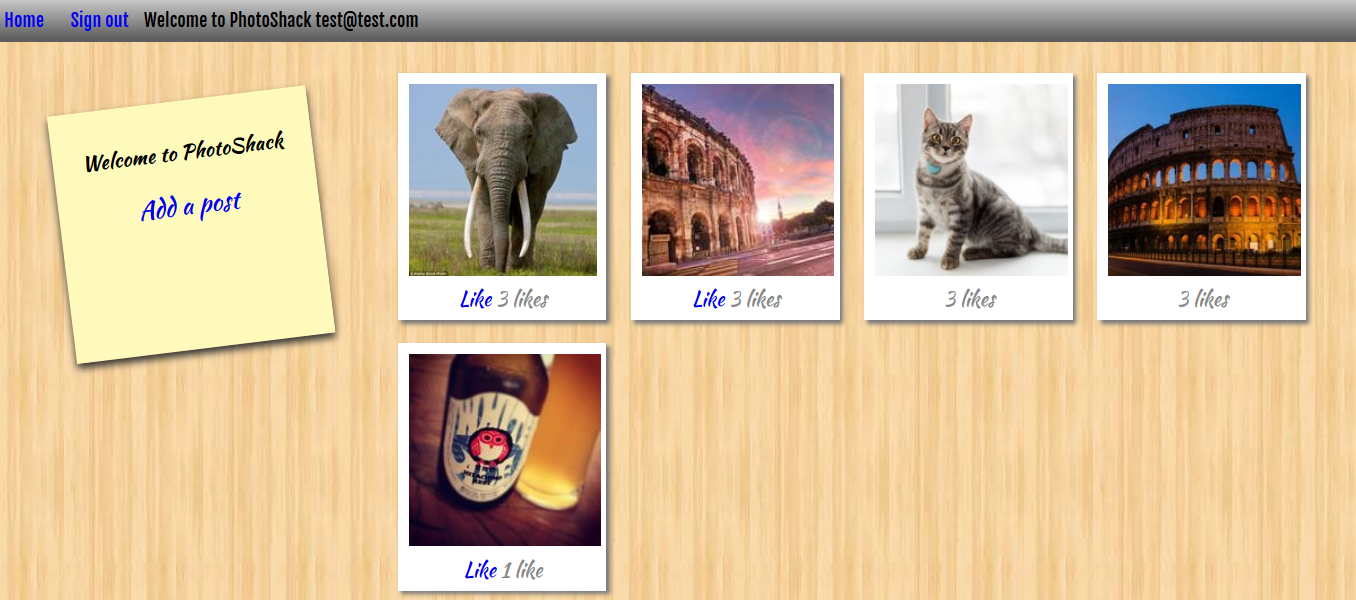 Home Sign out Welcome to PhotoShack test@test.com
Welcome to PhotoShack
Add a post
Like 3 likes
Like 3 likes
3 likes
3 likes
Like 1 like